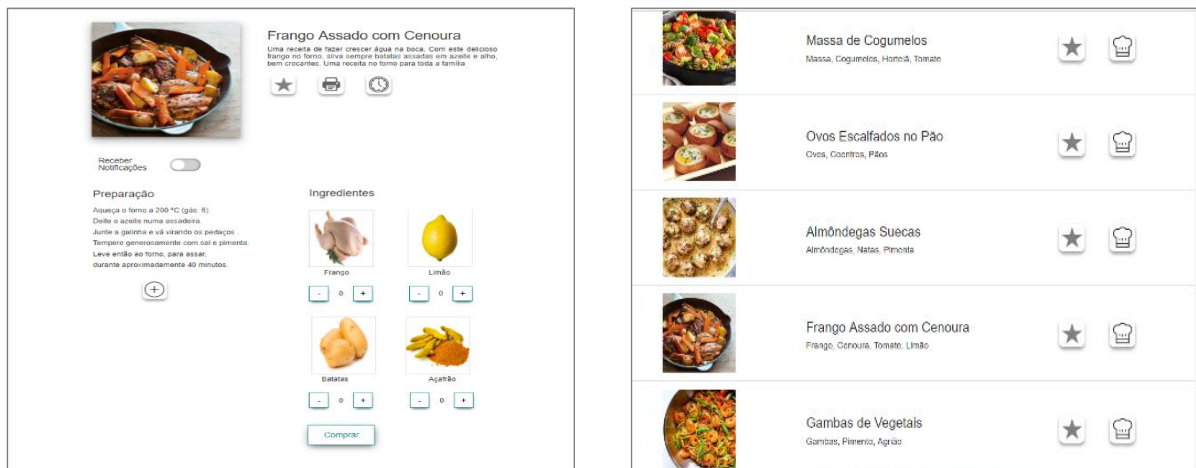 Frango Assado com Cenoura
Uma receita de fazer crescer água na boca. Com este delicioso
frango no forno, sirva sempre batatas assadas em azeite e alho,
bem crocantes. Uma receita no forno para toda a família
Receber
Notificações
Preparação
Aqueça o forno a 200 ºC (gás: 6).
Deite o azeite numa assadeira.
Junte a galinha e vá virando os pedaços .
Tempere generosamente com sal e pimenta.
Leve então ao forno, para assar,
durante aproximadamente 40 minutos.
Ingredientes
Frango
Limão
- 0 +
- 0 +
Batatas
Açafrão
- 0 +
- 0 +
Comprar
Massa de Cogumelos
Massa, Cogumelos, Hortelã, Tomate
Ovos Escalfados no Pão
Ovos, Coentros, Pãos
Almôndegas Suecas
Almôndegas, Natas, Pimenta
Frango Assado com Cenoura
Frango, Cenoura, Tomate, Limão
Gambas de Vegetais
Gambas, Pimento, Agrião